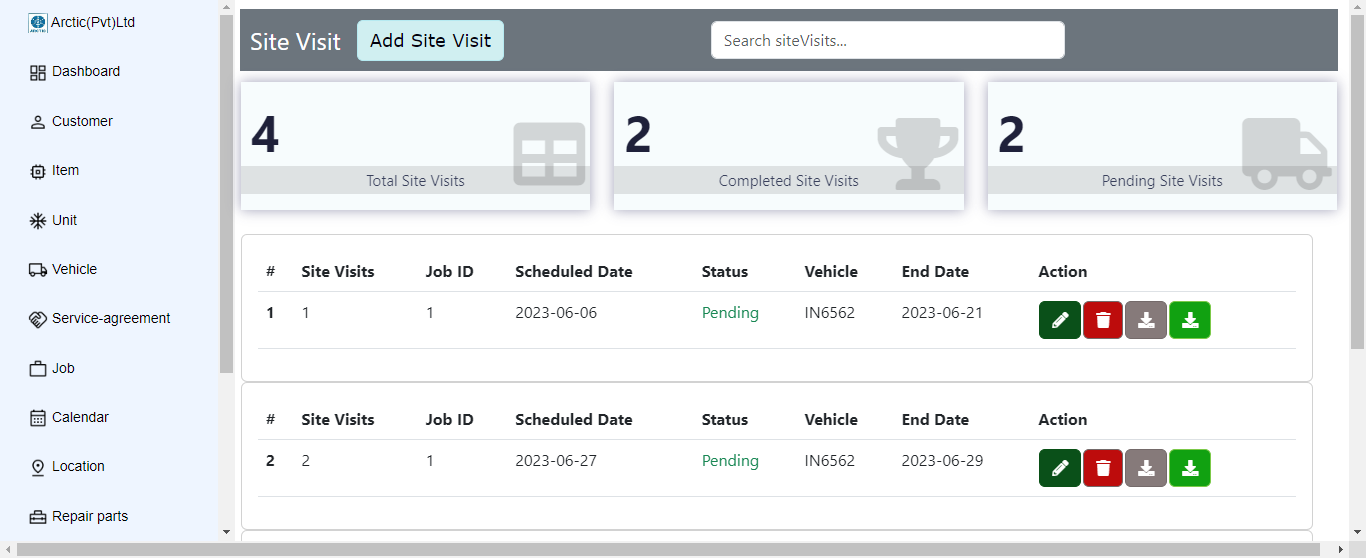 Arctic(Pvt)Ltd
Dashboard
Customer
Item
Unit
Vehicle
Service-agreement
Job
Calendar
Location
Repair parts
Site Visit Add Site Visit Search siteVisits...
4
Total Site Visits
2
Completed Site Visits
2
Pending Site Visits
# Site Visits Job ID Scheduled Date Status Vehicle End Date Action
1 1 1 2023-06-06 Pending IN6562 2023-06-21
# Site Visits Job ID Scheduled Date Status Vehicle End Date Action
2 2 1 2023-06-27 Pending IN6562 2023-06-29